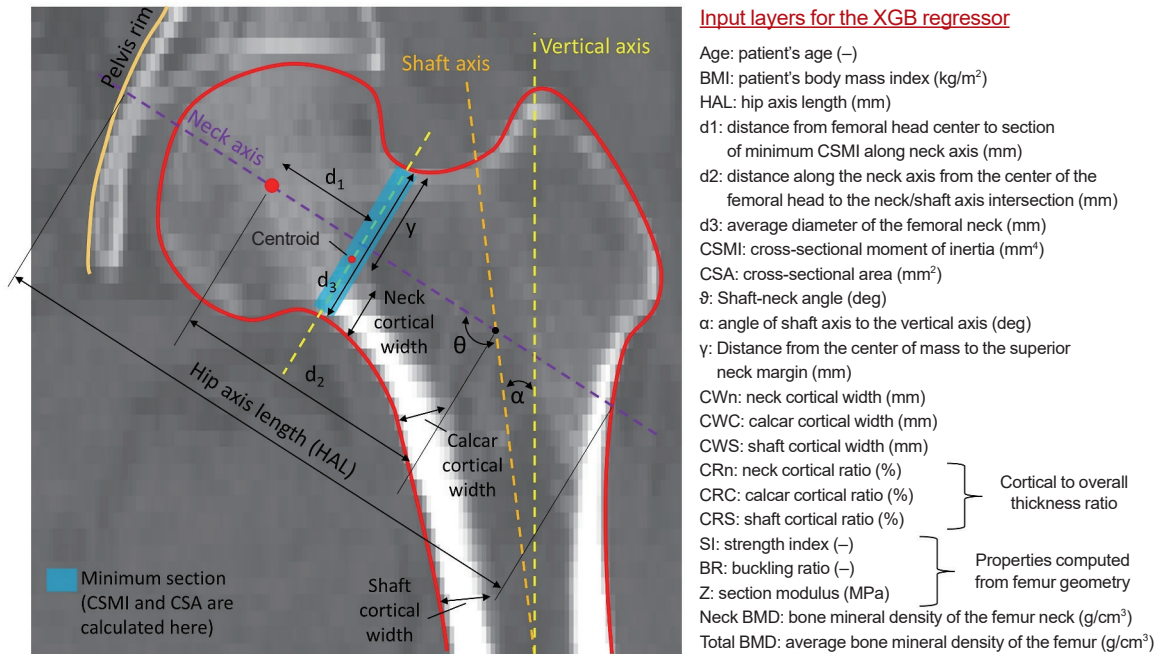 Pelvis rim
Neck axis
Shaft axis
Vertical axis
d1
Centroid
y
d3
Neck
cortical
width
θ
α
d2
Hip axis length (HAL)
Calcar
cortical
width
Shaft
cortical
width
Minimum section
(CSMI and CSA are
calculated here)
Input layers for the XGB regressor
Age: patient's age (–)
BMI: patient's body mass index (kg/m²)
HAL: hip axis length (mm)
d1: distance from femoral head center to section
of minimum CSMI along neck axis (mm)
d2: distance along the neck axis from the center of the
femoral head to the neck/shaft axis intersection (mm)
d3: average diameter of the femoral neck (mm)
CSMI: cross-sectional moment of inertia (mm⁴)
CSA: cross-sectional area (mm²)
ϑ: Shaft-neck angle (deg)
α: angle of shaft axis to the vertical axis (deg)
γ: Distance from the center of mass to the superior
neck margin (mm)
CWn: neck cortical width (mm)
CWC: calcar cortical width (mm)
CWS: shaft cortical width (mm)
CRn: neck cortical ratio (%)
CRC: calcar cortical ratio (%)
CRS: shaft cortical ratio (%)
Cortical to overall
thickness ratio
SI: strength index (–)
BR: buckling ratio (–)
Z: section modulus (MPa)
Properties computed
from femur geometry
Neck BMD: bone mineral density of the femur neck (g/cm³)
Total BMD: average bone mineral density of the femur (g/cm³)